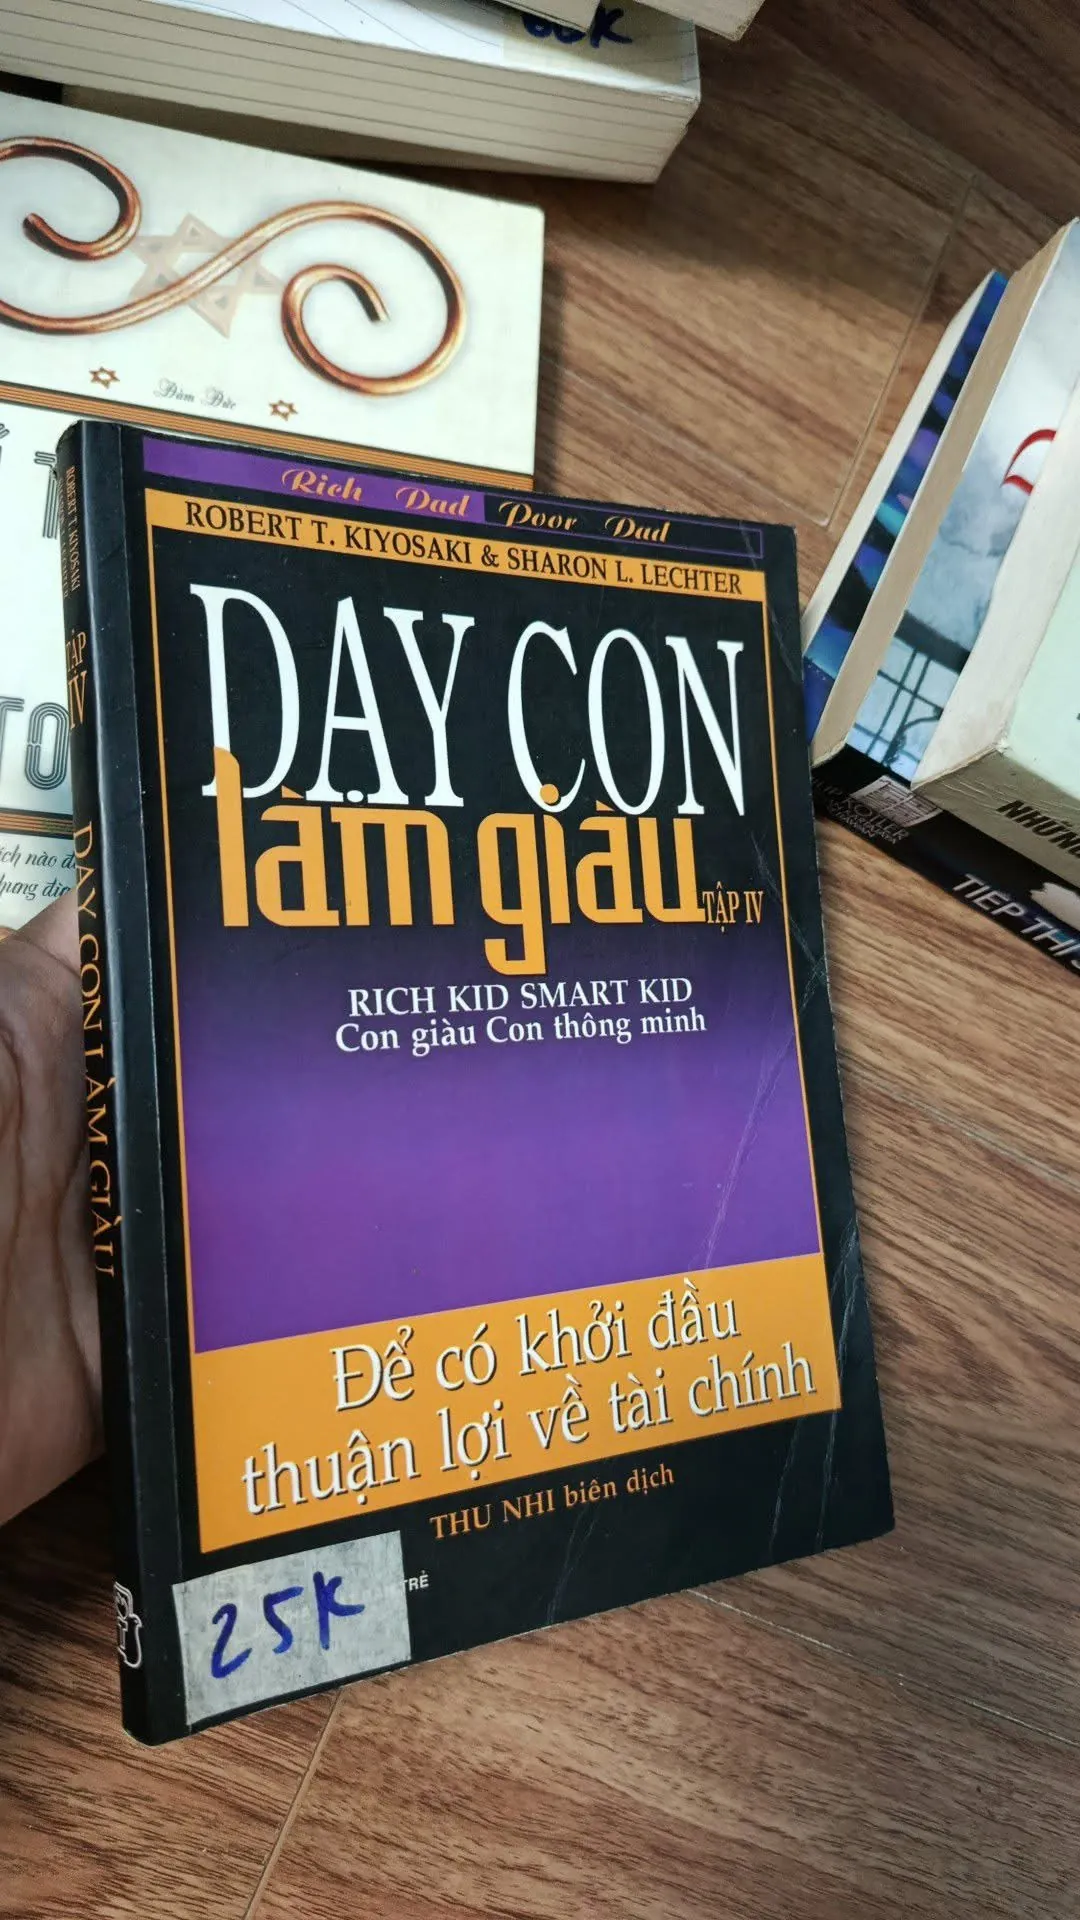 Đàm Đức
Rich Dad Poor Dad
ROBERT T. KIYOSAKI & SHARON L. LECHTER
DẠY CON
làm giàu
TẬP IV
RICH KID SMART KID
Con giàu Con thông minh
Để có khởi đầu
thuận lợi về tài chính
THU NHI biên dịch
TRẺ
25K
ROBERT T. KIYOSAKI
TẬP
IV
DẠY CON LÀM GIÀU
NHỮNG
TIẾP THỊ